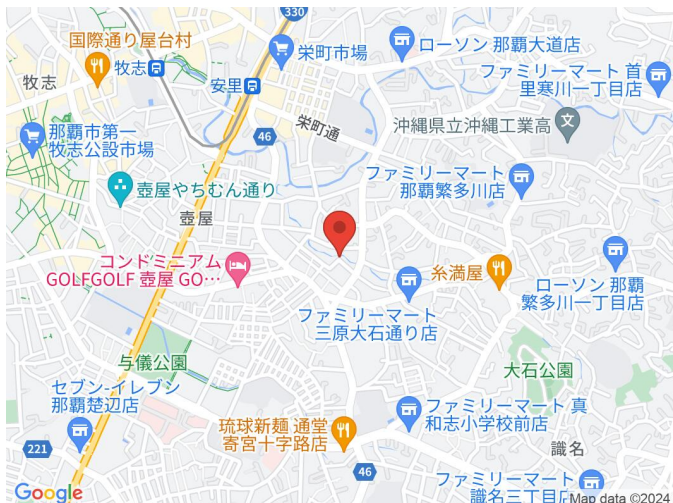 330
国際通り屋台村
牧志
牧志
安里
栄町市場
ローソン 那覇大道店
ファミリーマート 首
里寒川一丁目店
46
栄町通
沖縄県立沖縄工業高
文
那覇市第一
牧志公設市場
壺屋やちむん通り
壺屋
ファミリーマート
那覇繁多川店
コンドミニアム
GOLFGOLF 壺屋 GO…
糸満屋
ローソン 那覇
繁多川一丁目店
ファミリーマート
三原大石通り店
与儀公園
大石公園
セブン-イレブン
那覇楚辺店
琉球新麺 通堂
寄宮十字路店
ファミリーマート 真
和志小学校前店
221
識名
46
ファミリーマート
識名三丁目店
Google
Map data ©2024